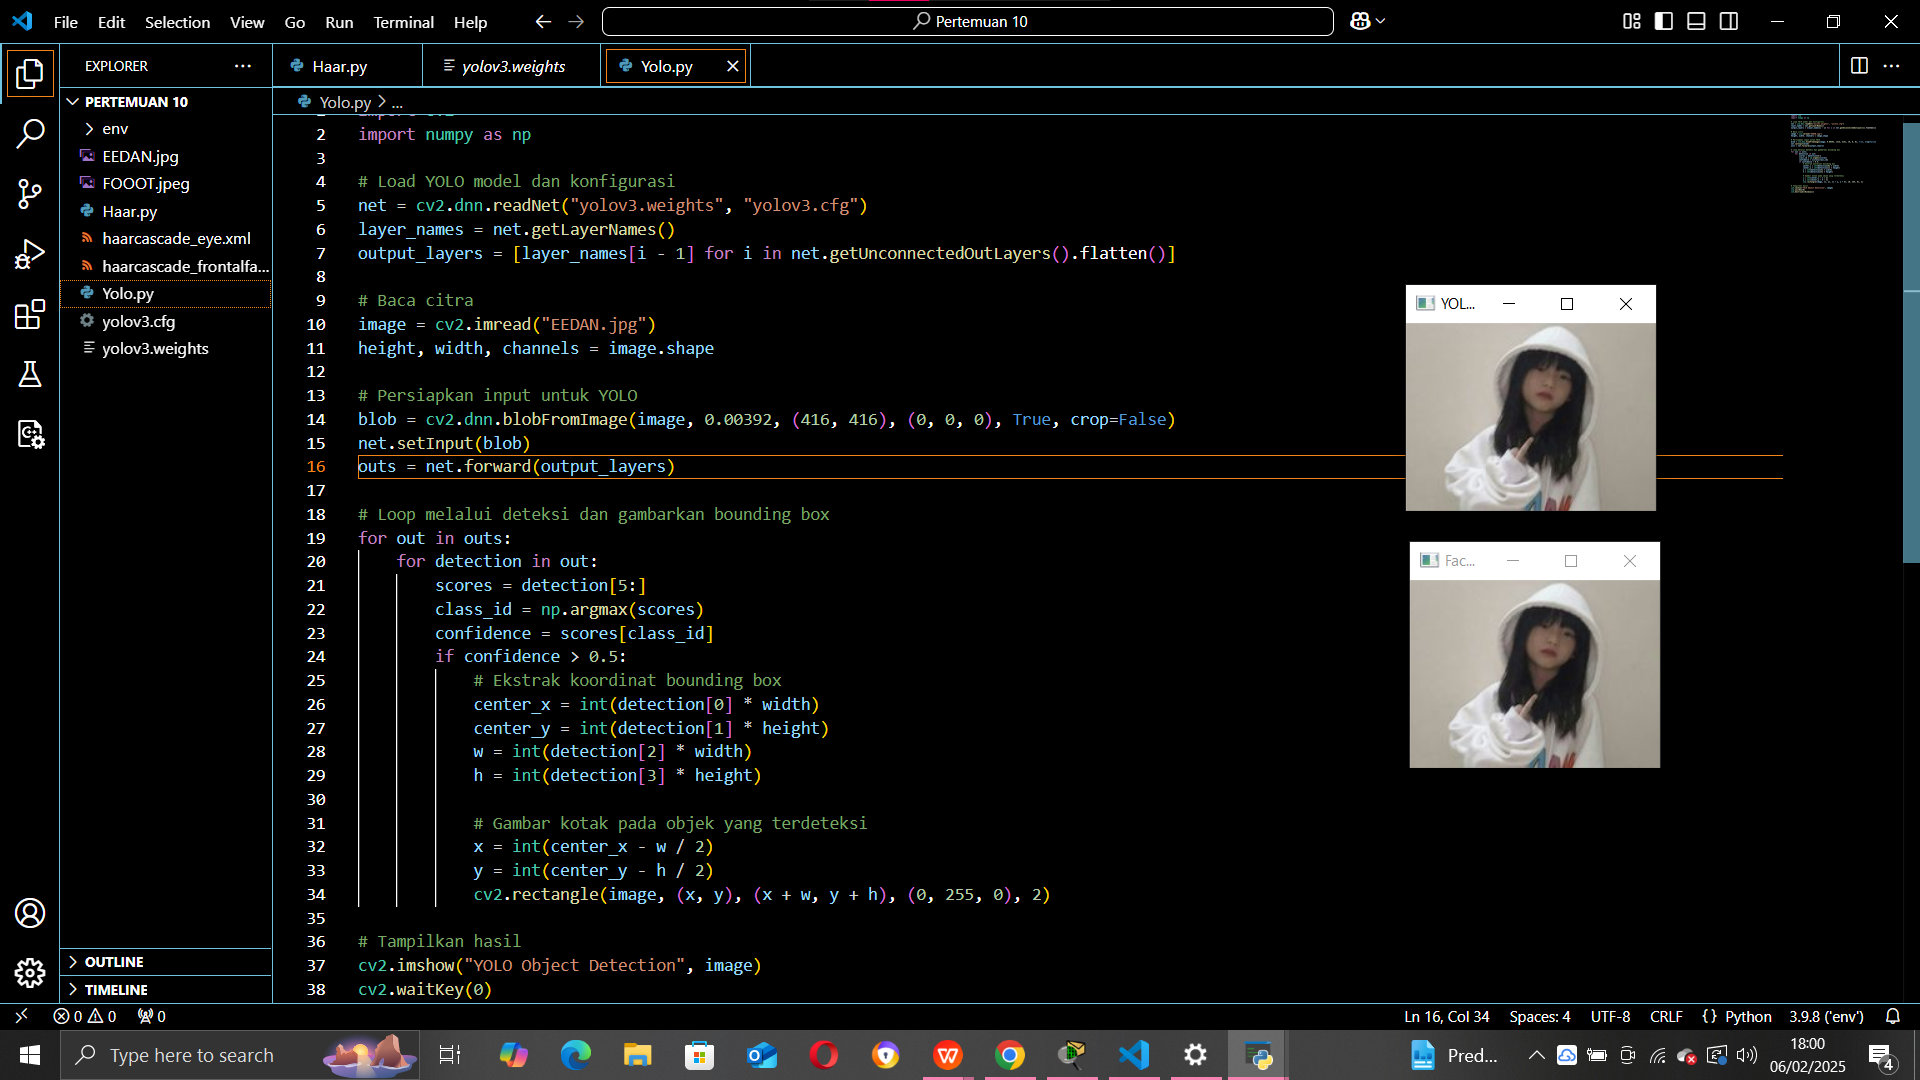 File Edit Selection View Go Run Terminal Help
Pertemuan 10
EXPLORER
PERTEMUAN 10
env
EEDAN.jpg
FOOOT.jpeg
Haar.py
haarcascade_eye.xml
haarcascade_frontalfa...
Yolo.py
yolov3.cfg
yolov3.weights
OUTLINE
TIMELINE
Haar.py
yolov3.weights
Yolo.py
Yolo.py > ...
2 import numpy as np
3
4 # Load YOLO model dan konfigurasi
5 net = cv2.dnn.readNet("yolov3.weights", "yolov3.cfg")
6 layer_names = net.getLayerNames()
7 output_layers = [layer_names[i - 1] for i in net.getUnconnectedOutLayers().flatten()]
8
9 # Baca citra
10 image = cv2.imread("EEDAN.jpg")
11 height, width, channels = image.shape
12
13 # Persiapkan input untuk YOLO
14 blob = cv2.dnn.blobFromImage(image, 0.00392, (416, 416), (0, 0, 0), True, crop=False)
15 net.setInput(blob)
16 outs = net.forward(output_layers)
17
18 # Loop melalui deteksi dan gambarkan bounding box
19 for out in outs:
20     for detection in out:
21         scores = detection[5:]
22         class_id = np.argmax(scores)
23         confidence = scores[class_id]
24         if confidence > 0.5:
25             # Ekstrak koordinat bounding box
26             center_x = int(detection[0] * width)
27             center_y = int(detection[1] * height)
28             w = int(detection[2] * width)
29             h = int(detection[3] * height)
30
31             # Gambar kotak pada objek yang terdeteksi
32             x = int(center_x - w / 2)
33             y = int(center_y - h / 2)
34             cv2.rectangle(image, (x, y), (x + w, y + h), (0, 255, 0), 2)
35
36 # Tampilkan hasil
37 cv2.imshow("YOLO Object Detection", image)
38 cv2.waitKey(0)
YOL...
Fac...
0 0 0
Ln 16, Col 34 Spaces: 4 UTF-8 CRLF {} Python 3.9.8 ('env')
Type here to search
Pred...
18:00
06/02/2025
4